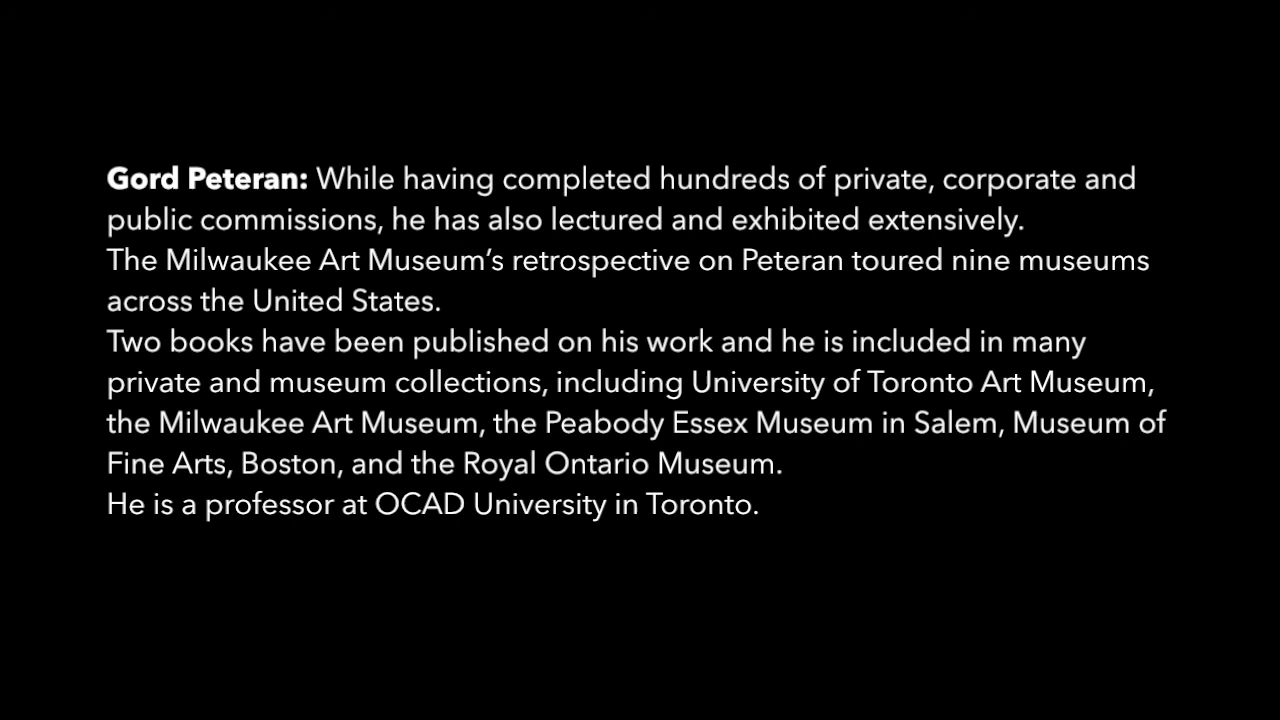 Gord Peteran: While having completed hundreds of private, corporate and
public commissions, he has also lectured and exhibited extensively.
The Milwaukee Art Museum’s retrospective on Peteran toured nine museums
across the United States.
Two books have been published on his work and he is included in many
private and museum collections, including University of Toronto Art Museum,
the Milwaukee Art Museum, the Peabody Essex Museum in Salem, Museum of
Fine Arts, Boston, and the Royal Ontario Museum.
He is a professor at OCAD University in Toronto.